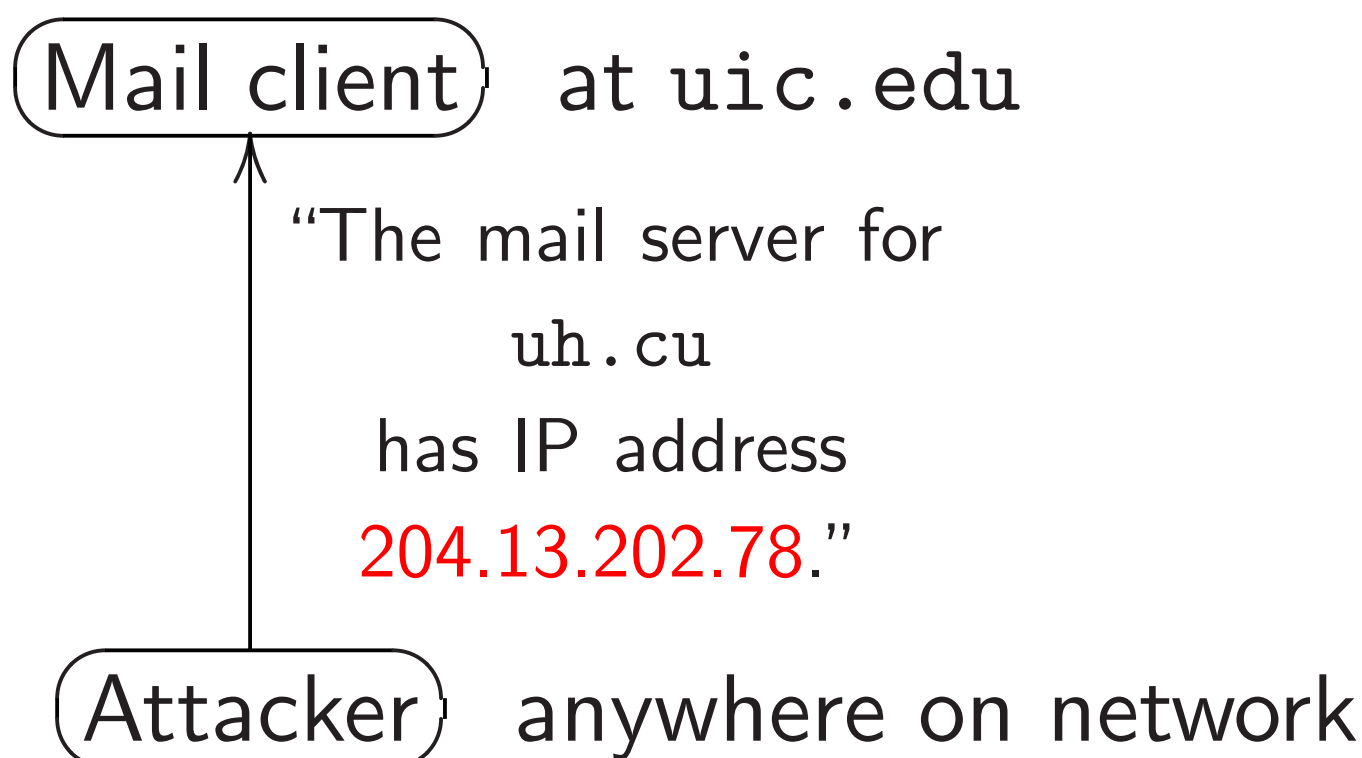 Mail client at uic.edu
“The mail server for
uh.cu
has IP address
204.13.202.78.”
Attacker anywhere on network